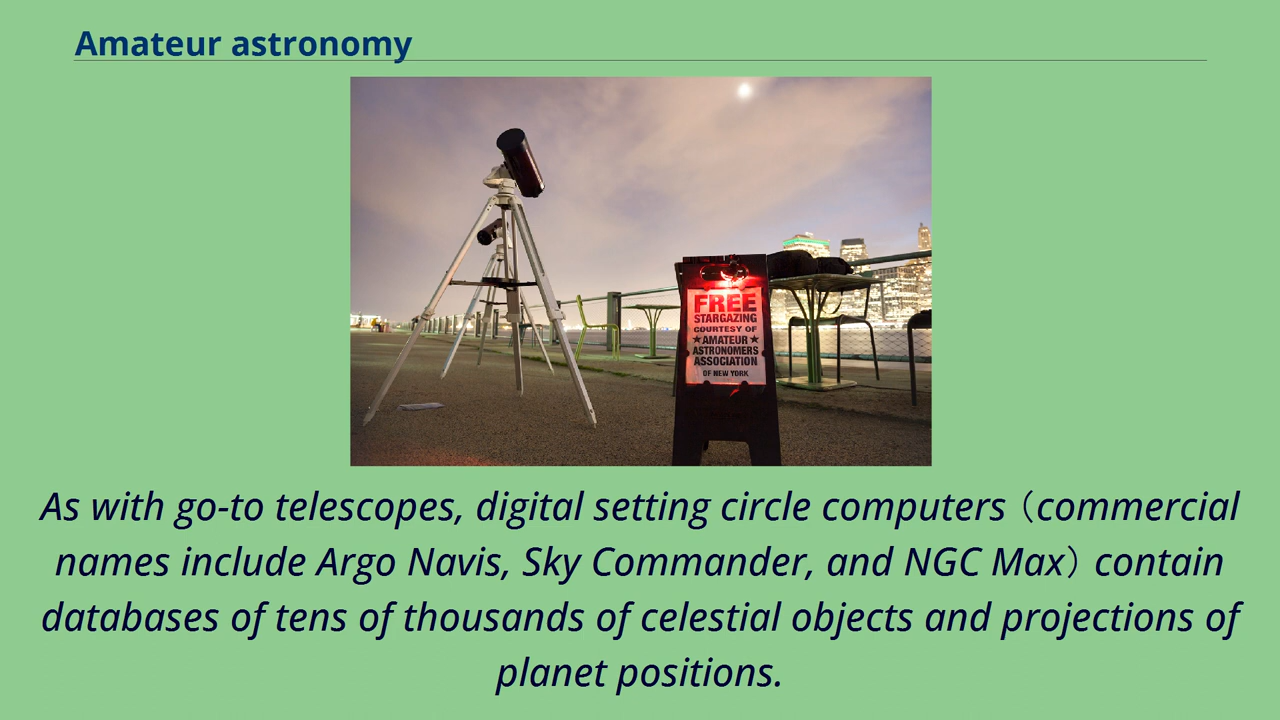 Amateur astronomy
FREE
STARGAZING
COURTESY OF
★AMATEUR★
ASTRONOMERS
ASSOCIATION
OF NEW YORK
As with go-to telescopes, digital setting circle computers（commercial
names include Argo Navis, Sky Commander, and NGC Max）contain
databases of tens of thousands of celestial objects and projections of
planet positions.